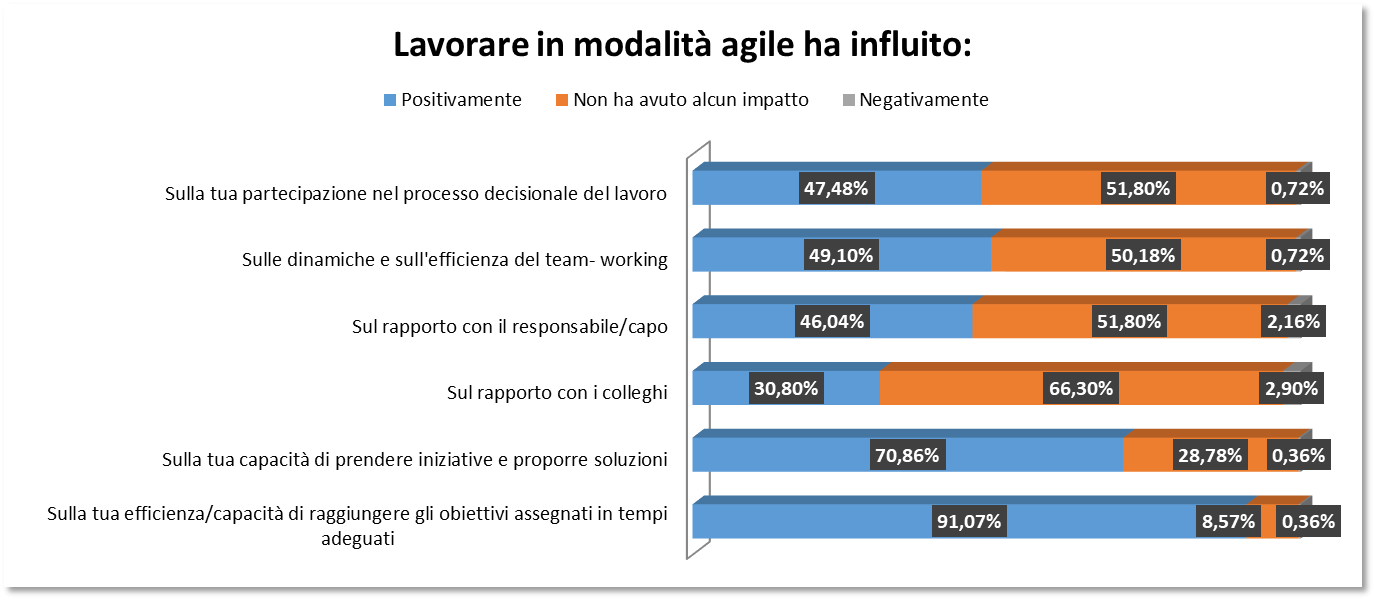 Lavorare in modalità agile ha influito:
Positivamente Non ha avuto alcun impatto Negativamente
Sulla tua partecipazione nel processo decisionale del lavoro 47,48% 51,80% 0,72%
Sulle dinamiche e sull'efficienza del team- working 49,10% 50,18% 0,72%
Sul rapporto con il responsabile/capo 46,04% 51,80% 2,16%
Sul rapporto con i colleghi 30,80% 66,30% 2,90%
Sulla tua capacità di prendere iniziative e proporre soluzioni 70,86% 28,78% 0,36%
Sulla tua efficienza/capacità di raggiungere gli obiettivi assegnati in tempi
adeguati 91,07% 8,57% 0,36%